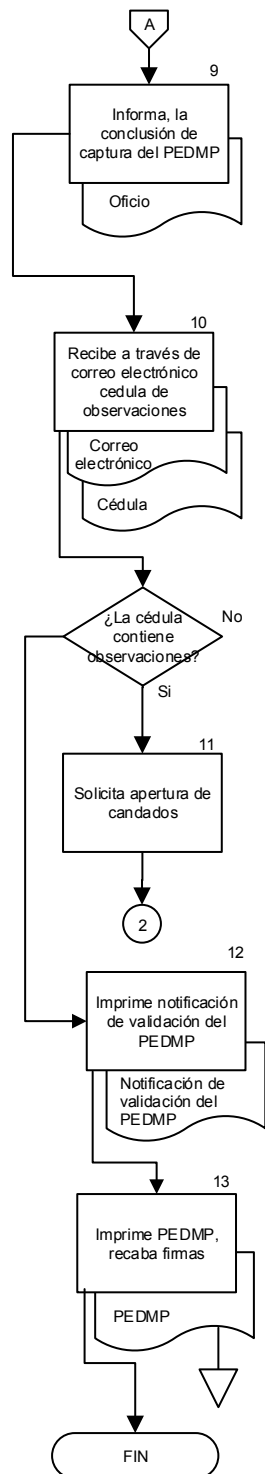 A
9
Informa, la
conclusión de
captura del PEDMP
Oficio
10
Recibe a través de
correo electrónico
cedula de
observaciones
Correo
electrónico
Cédula
¿La cédula
contiene
observaciones?
No
Si
11
Solicita apertura de
candados
2
12
Imprime notificación
de validación del
PEDMP
Notificación de
validación del
PEDMP
13
Imprime PEDMP,
recaba firmas
PEDMP
FIN